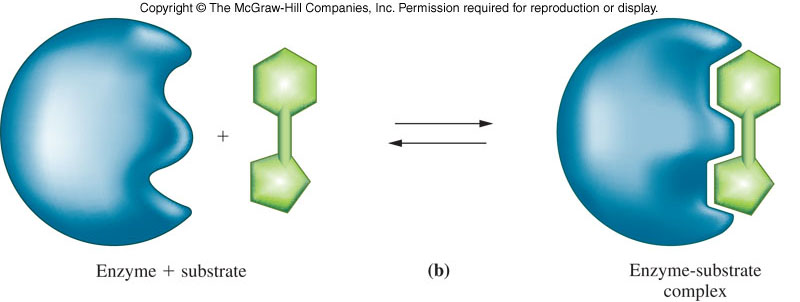 Copyright © The McGraw-Hill Companies, Inc. Permission required for reproduction or display.
+
Enzyme + substrate
(b)
Enzyme-substrate
complex